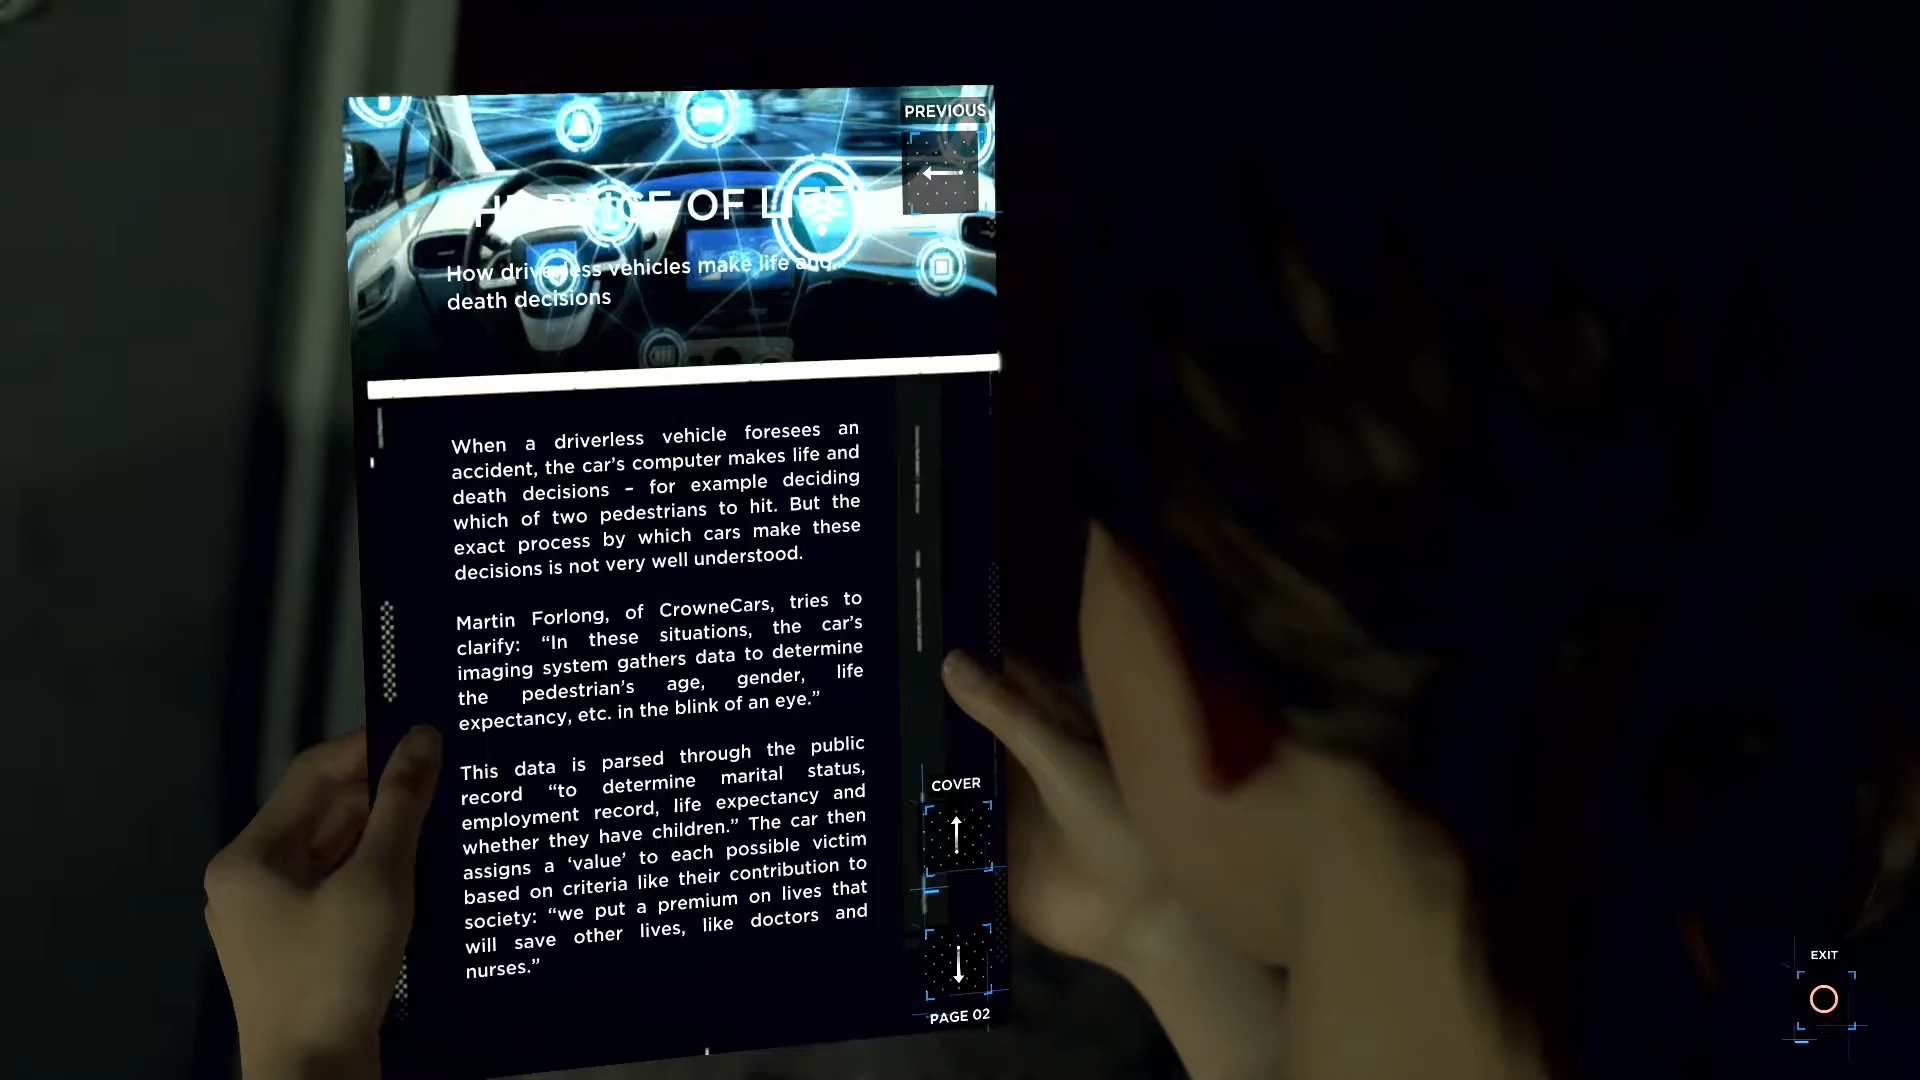 PREVIOUS
THE PRICE OF LIFE
How driverless vehicles make life and
death decisions
When a driverless vehicle foresees an
accident, the car's computer makes life and
death decisions – for example deciding
which of two pedestrians to hit. But the
exact process by which cars make these
decisions is not very well understood.
Martin Forlong, of CrowneCars, tries to
clarify: “In these situations, the car's
imaging system gathers data to determine
the pedestrian's age, gender, life
expectancy, etc. in the blink of an eye.”
This data is parsed through the public
record “to determine marital status,
employment record, life expectancy and
whether they have children.” The car then
assigns a ‘value’ to each possible victim
based on criteria like their contribution to
society: “we put a premium on lives that
will save other lives, like doctors and
nurses.”
COVER
PAGE 02
EXIT